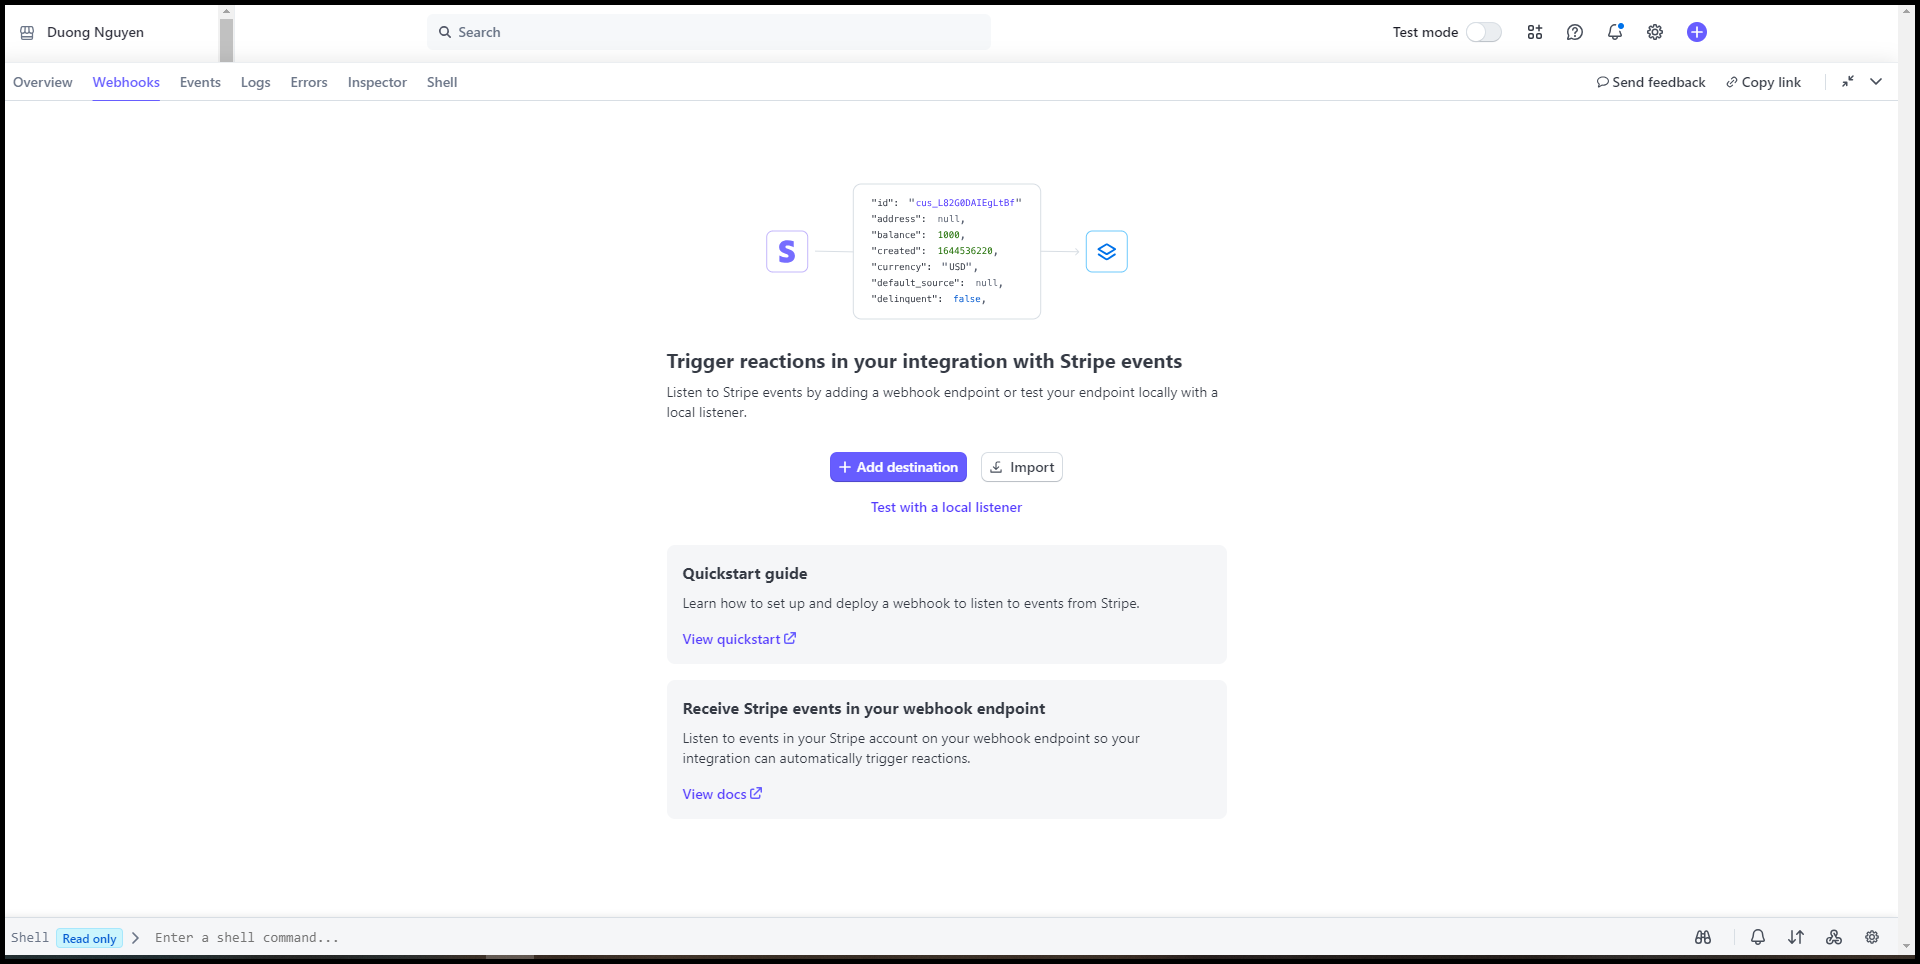 Duong Nguyen
Search
Test mode
Overview Webhooks Events Logs Errors Inspector Shell
Send feedback Copy link
S
"id": "cus_L82G0DAIEgLtBf"
"address": null,
"balance": 1000,
"created": 1644536220,
"currency": "USD",
"default_source": null,
"delinquent": false,
Trigger reactions in your integration with Stripe events
Listen to Stripe events by adding a webhook endpoint or test your endpoint locally with a
local listener.
Add destination Import
Test with a local listener
Quickstart guide
Learn how to set up and deploy a webhook to listen to events from Stripe.
View quickstart
Receive Stripe events in your webhook endpoint
Listen to events in your Stripe account on your webhook endpoint so your
integration can automatically trigger reactions.
View docs
Shell Read only Enter a shell command...